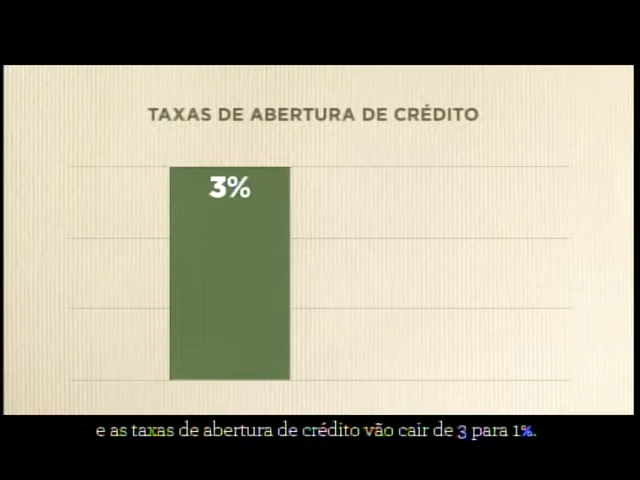 TAXAS DE ABERTURA DE CRÉDITO
3%
e as taxas de abertura de crédito vão cair de 3 para 1%.